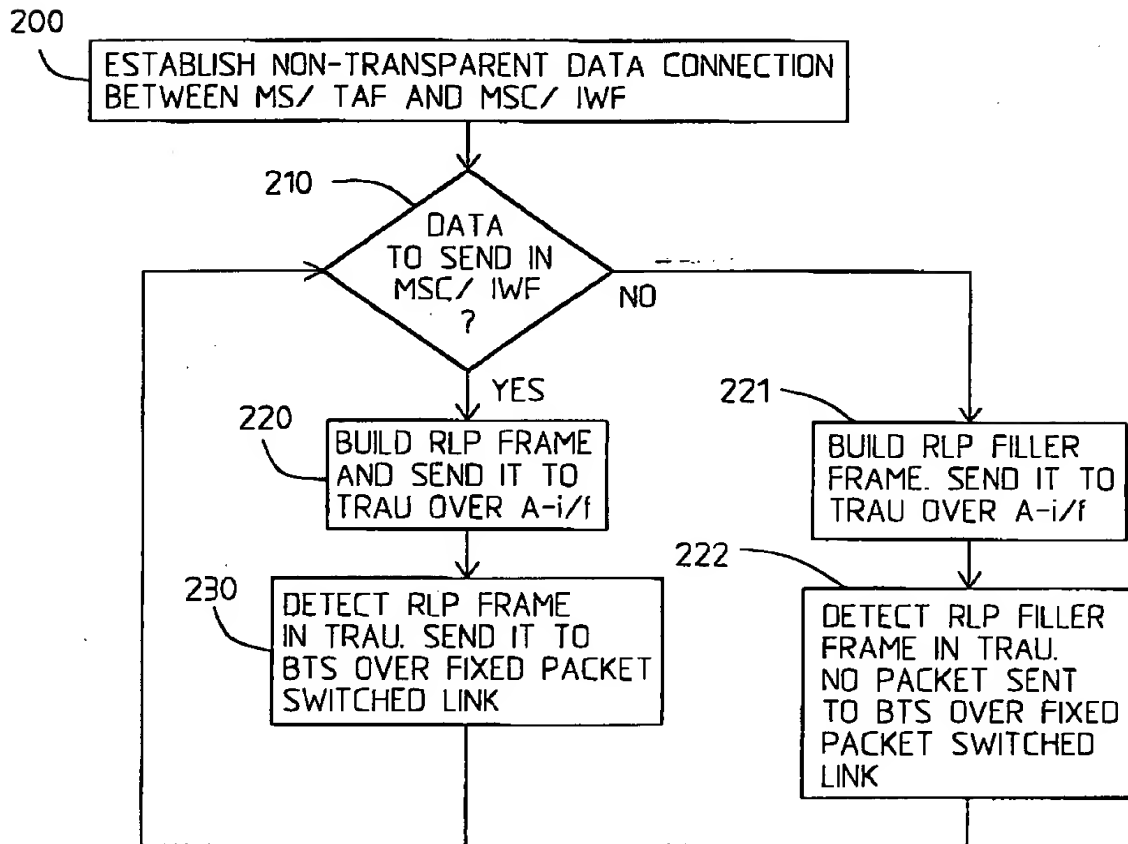 200
ESTABLISH NON-TRANSPARENT DATA CONNECTION
BETWEEN MS/ TAF AND MSC/ IWF
210
DATA
TO SEND IN
MSC/ IWF
?
NO
YES
220
BUILD RLP FRAME
AND SEND IT TO
TRAU OVER A-i/f
221
BUILD RLP FILLER
FRAME. SEND IT TO
TRAU OVER A-i/f
230
DETECT RLP FRAME
IN TRAU. SEND IT TO
BTS OVER FIXED PACKET
SWITCHED LINK
222
DETECT RLP FILLER
FRAME IN TRAU.
NO PACKET SENT
TO BTS OVER FIXED
PACKET SWITCHED
LINK